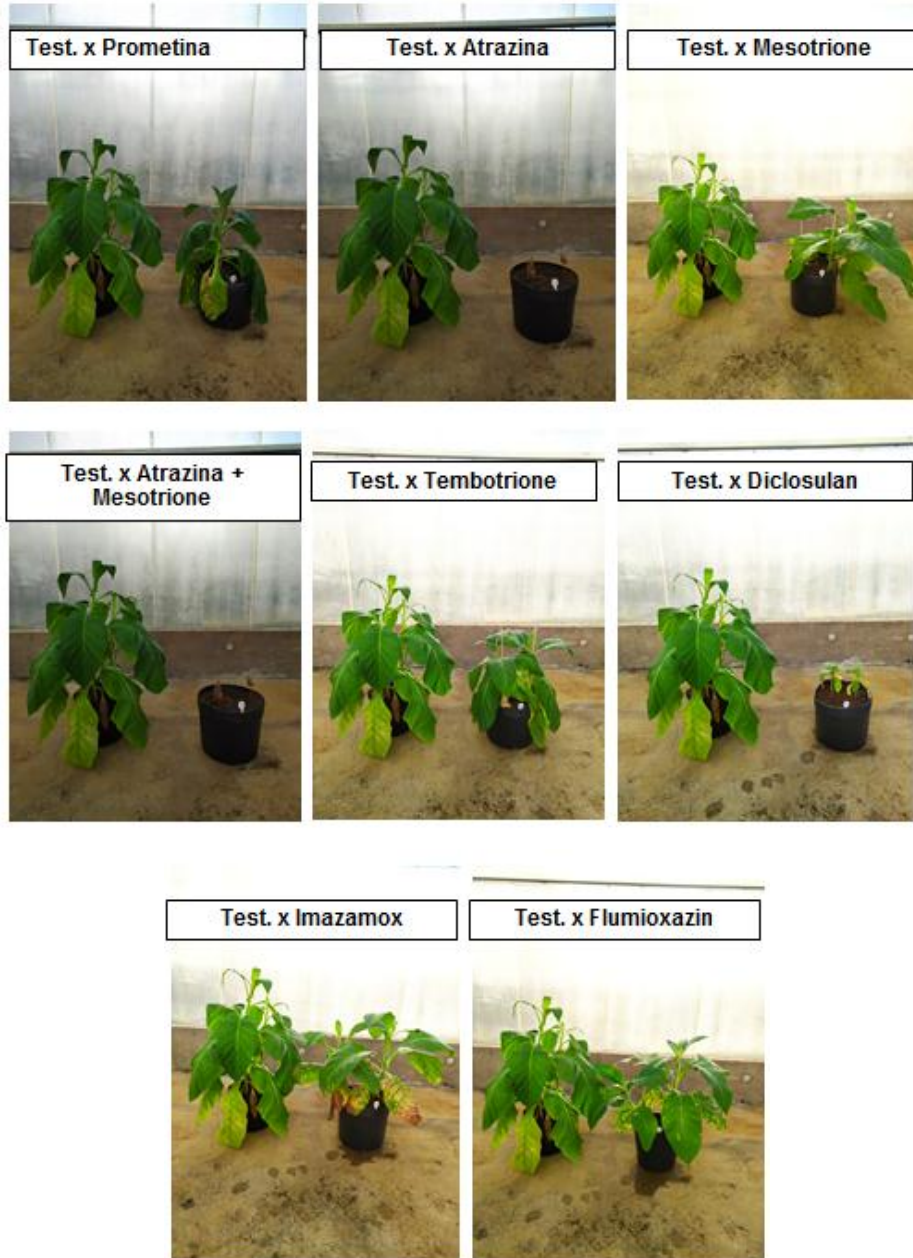 Test. x Prometina
Test. x Atrazina
Test. x Mesotrione
Test. x Atrazina +
Mesotrione
Test. x Tembotrione
Test. x Diclosulan
Test. x Imazamox
Test. x Flumioxazin